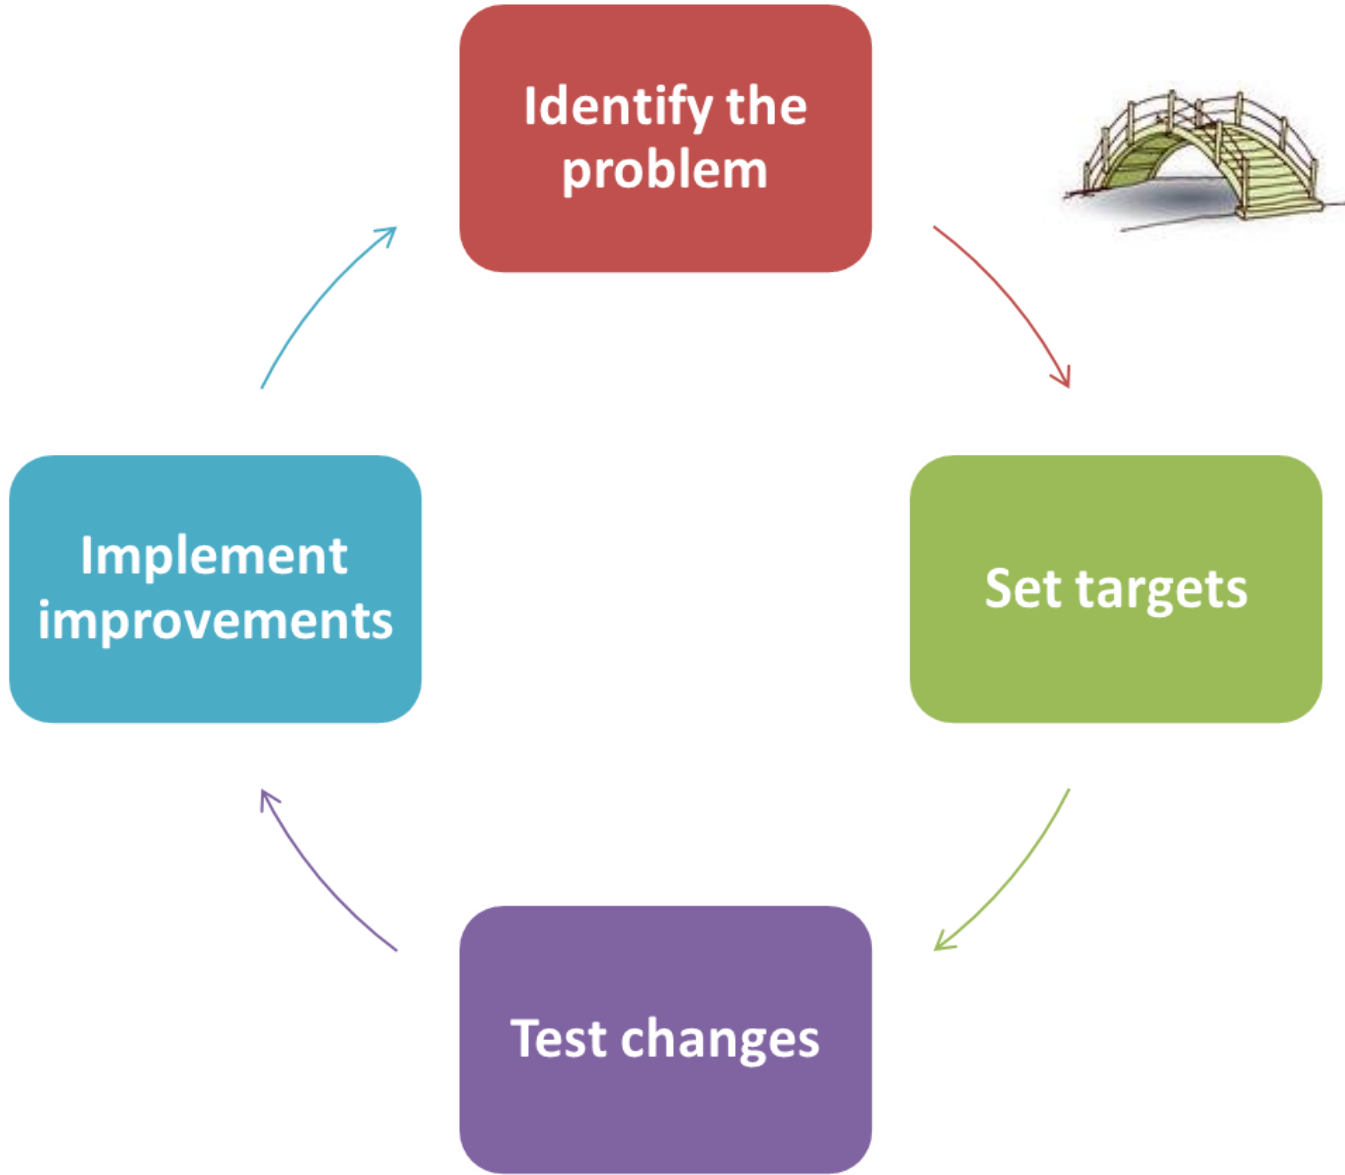 Identify the
problem
Set targets
Test changes
Implement
improvements